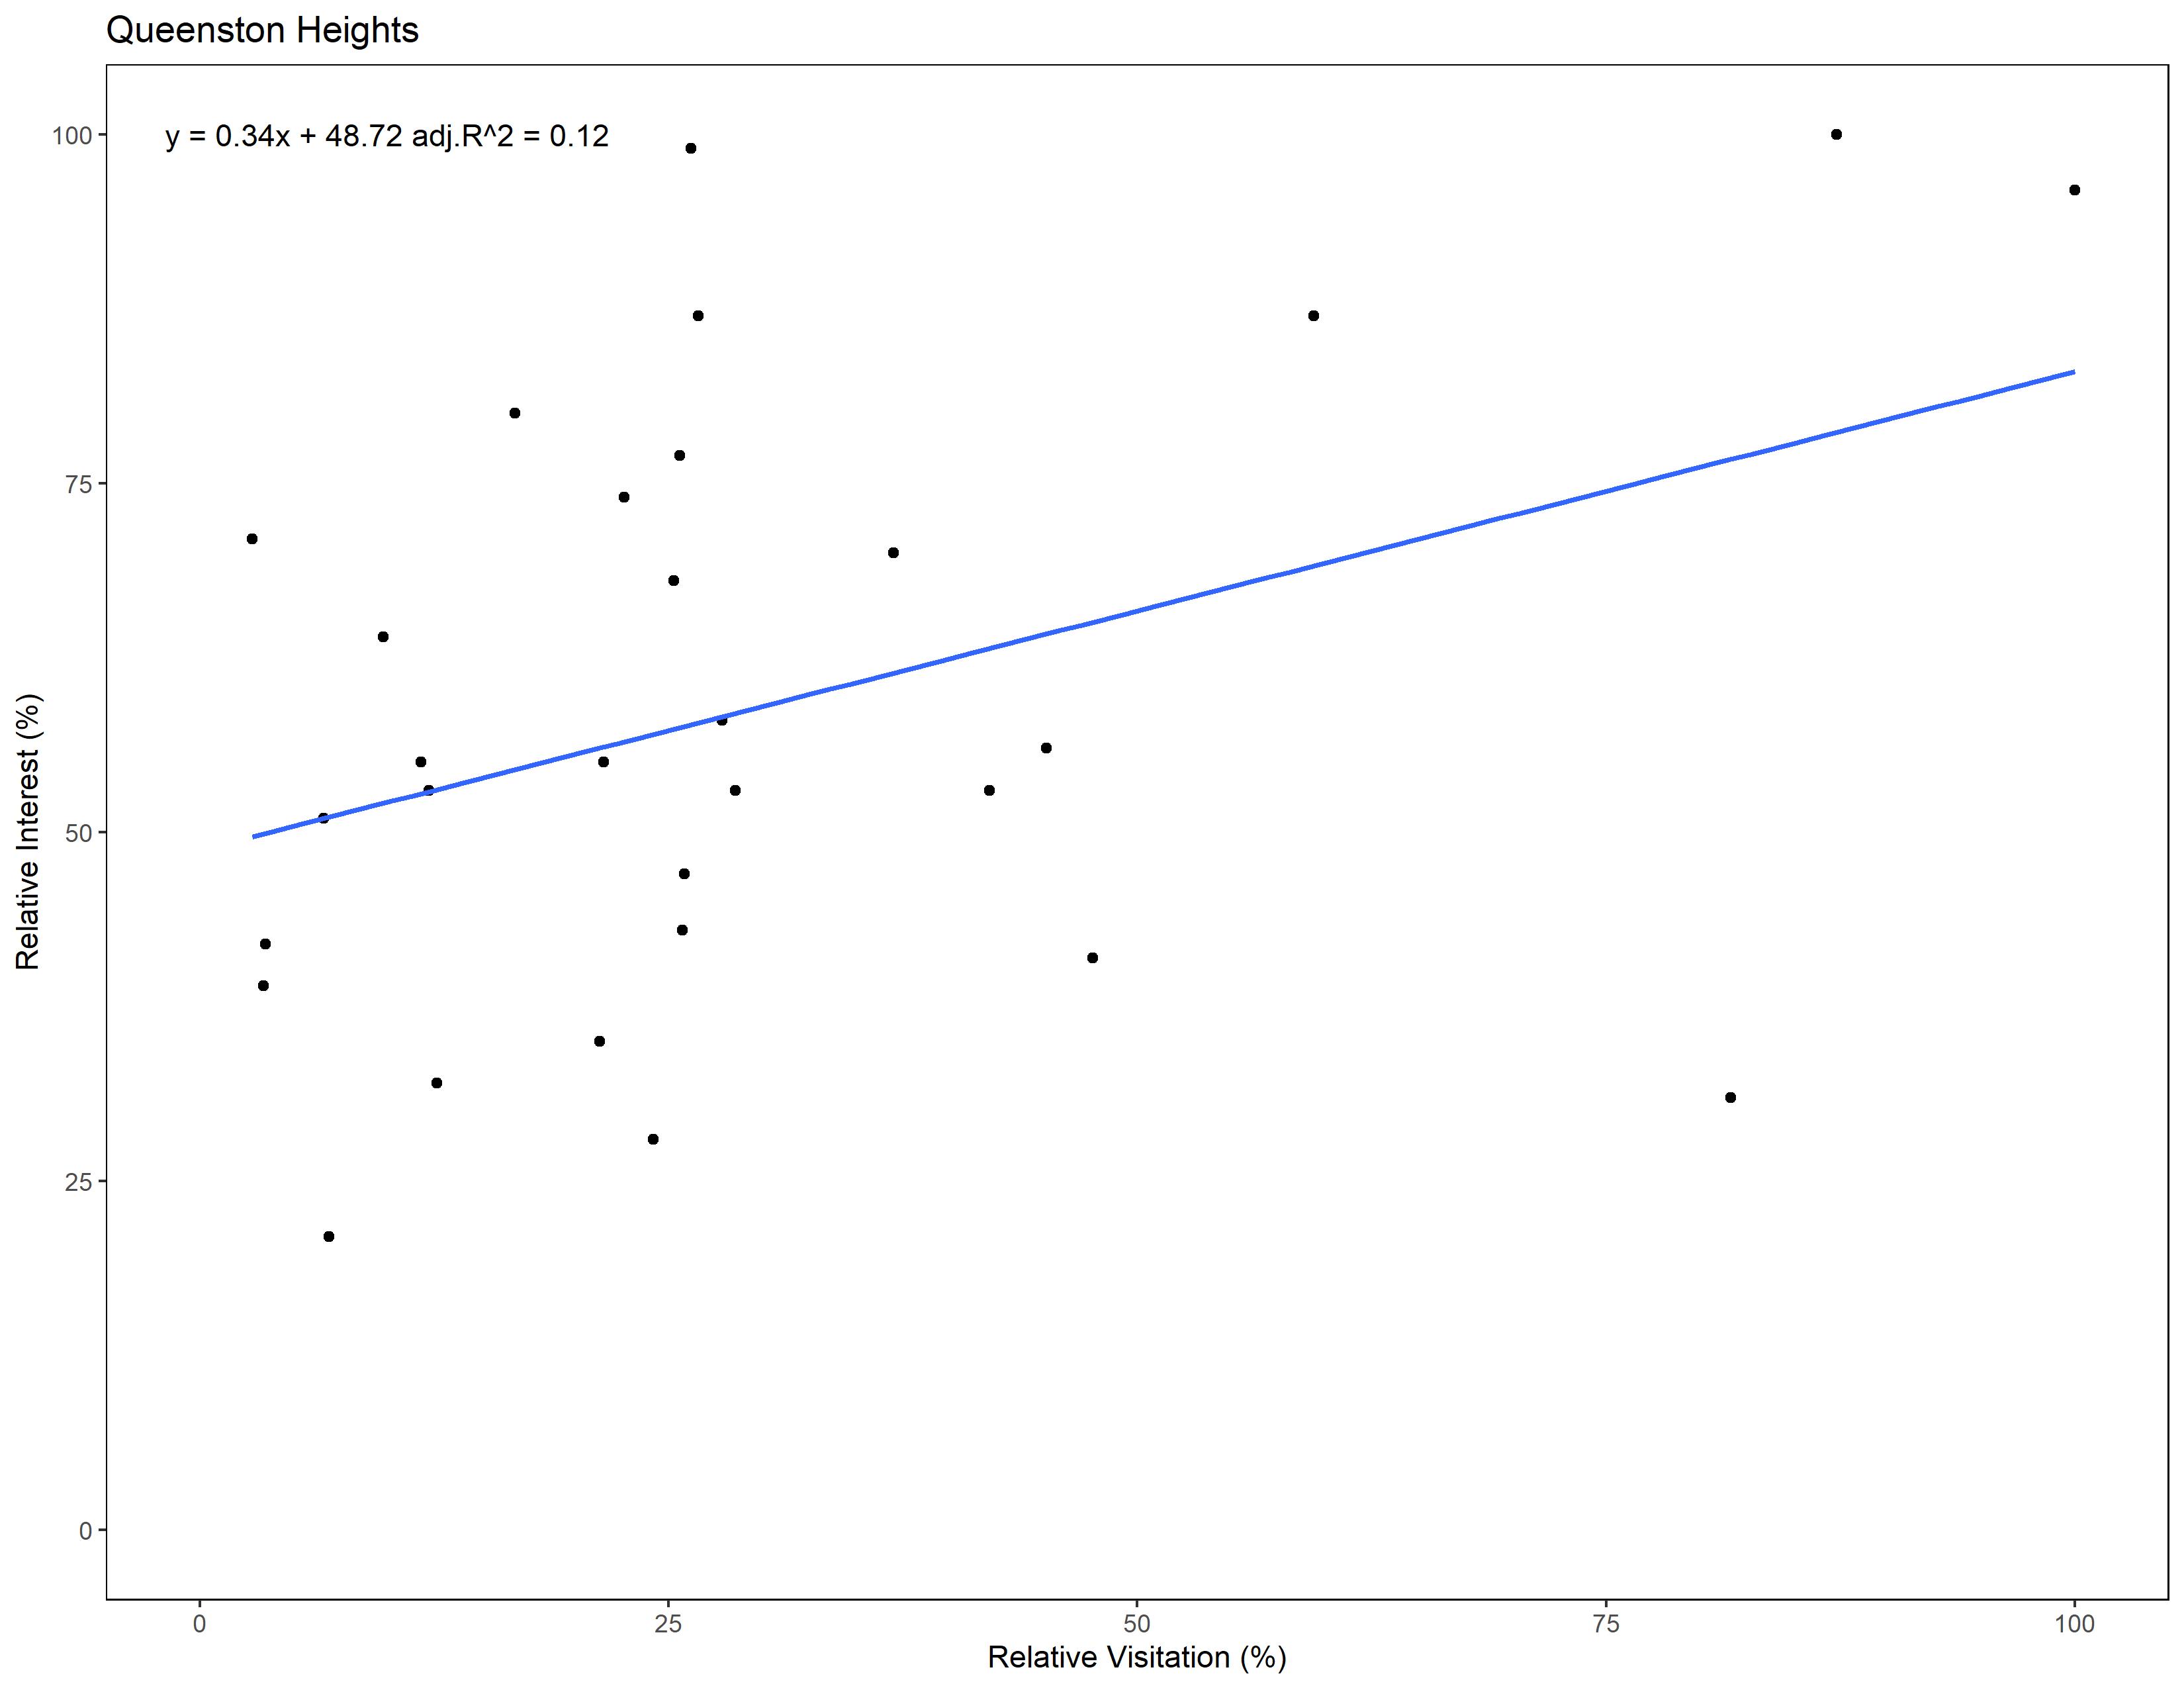 Queenston Heights
y = 0.34x + 48.72 adj.R^2 = 0.12
100
75
50
25
0
Relative Interest (%)
0 25 50 75 100
Relative Visitation (%)